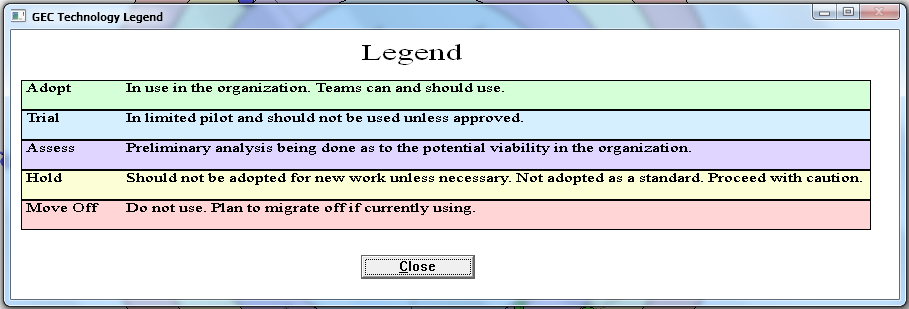 GEC Technology Legend
Legend
Adopt In use in the organization. Teams can and should use.
Trial In limited pilot and should not be used unless approved.
Assess Preliminary analysis being done as to the potential viability in the organization.
Hold Should not be adopted for new work unless necessary. Not adopted as a standard. Proceed with caution.
Move Off Do not use. Plan to migrate off if currently using.
Close